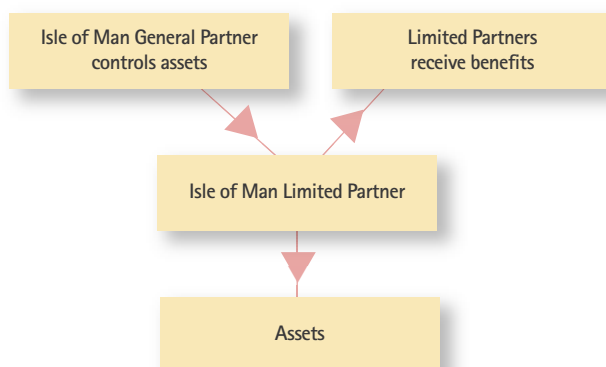 Isle of Man General Partner
controls assets
Limited Partners
receive benefits
Isle of Man Limited Partner
Assets